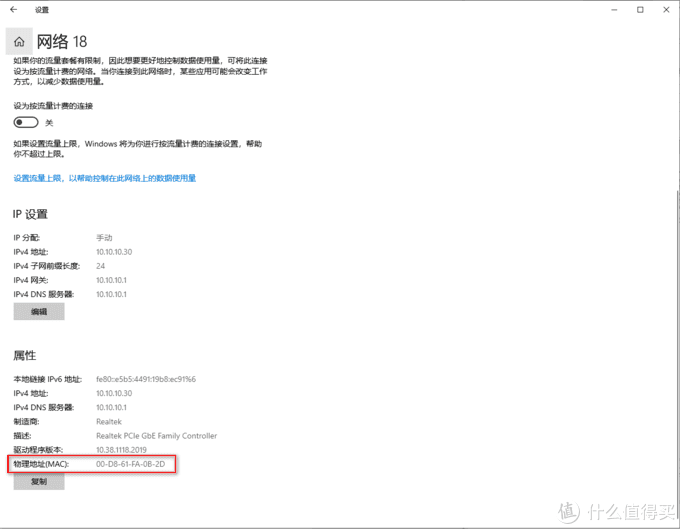 设置
网络 18
如果你的流量套餐有限制，因此想要更好地控制数据使用量，可将此连接
设为按流量计费的网络。当你连接到此网络时，某些应用可能会改变工作
方式，以减少数据使用量。
设为按流量计费的连接
关
如果设置流量上限，Windows 将为你进行按流量计费的连接设置，帮助
你不超过上限。
设置流量上限，以帮助控制在此网络上的数据使用量
IP 设置
IP 分配: 手动
IPv4 地址: 10.10.10.30
IPv4 子网前缀长度: 24
IPv4 网关: 10.10.10.1
IPv4 DNS 服务器: 10.10.10.1
编辑
属性
本地链接 IPv6 地址: fe80::e5b5:4491:19b8:ec91%6
IPv4 地址: 10.10.10.30
IPv4 DNS 服务器: 10.10.10.1
制造商: Realtek
描述: Realtek PCIe GbE Family Controller
驱动程序版本: 10.38.1118.2019
物理地址(MAC): 00-D8-61-FA-0B-2D
复制
值 什么值得买